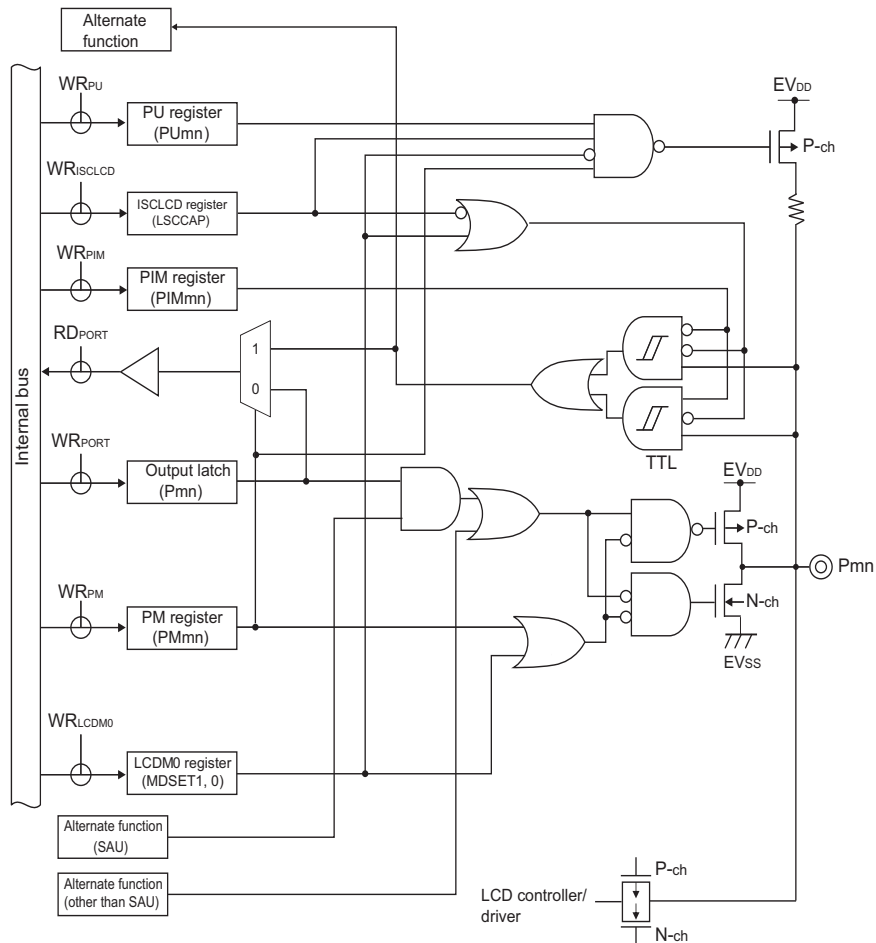 Alternate
function
WRPU
PU register
(PUmn)
EVDD
P-ch
WRISCLCD
ISCLCD register
(LSCCAP)
WRPIM
PIM register
(PIMmn)
RDPORT
1
0
Internal bus
WRPORT
Output latch
(Pmn)
TTL
EVDD
P-ch
Pmn
N-ch
EVSS
WRPM
PM register
(PMmn)
WRLCDM0
LCDM0 register
(MDSET1, 0)
Alternate function
(SAU)
Alternate function
(other than SAU)
LCD controller/
driver
P-ch
N-ch